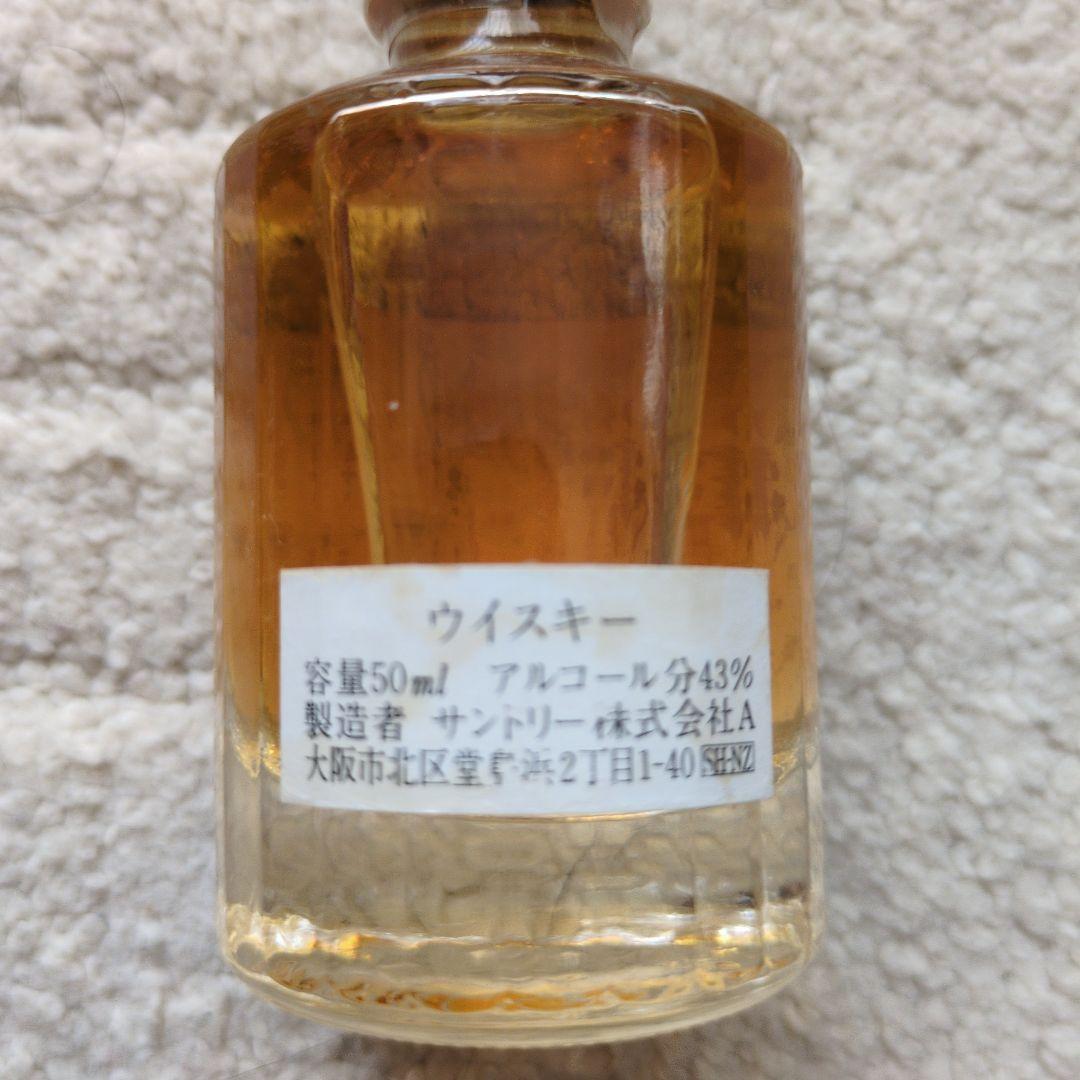 ウイスキー
容量50ml アルコール分43%
製造者 サントリー株式会社A
大阪市北区堂島浜2丁目1-40 SH-NZ